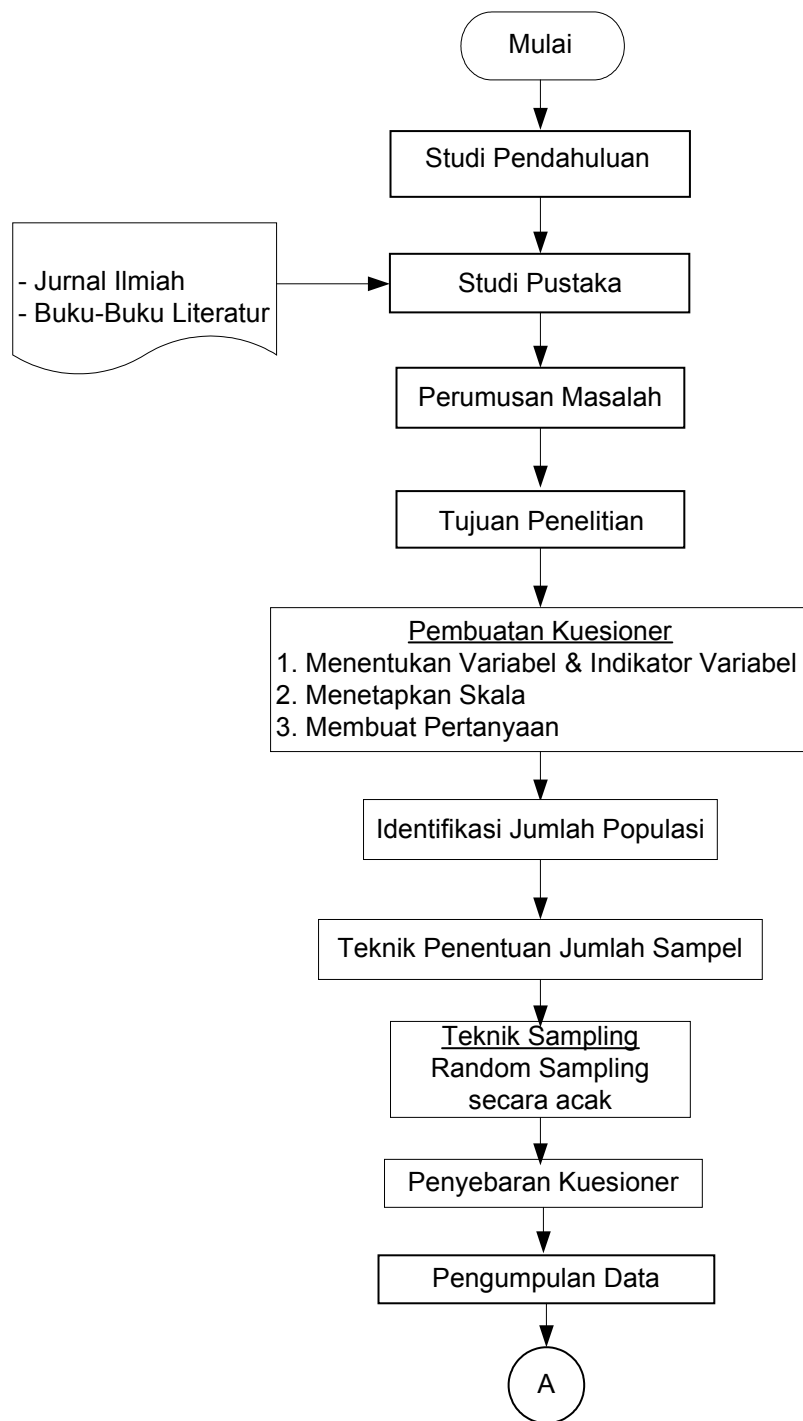 Mulai
Studi Pendahuluan
- Jurnal Ilmiah
- Buku-Buku Literatur
Studi Pustaka
Perumusan Masalah
Tujuan Penelitian
Pembuatan Kuesioner
1. Menentukan Variabel & Indikator Variabel
2. Menetapkan Skala
3. Membuat Pertanyaan
Identifikasi Jumlah Populasi
Teknik Penentuan Jumlah Sampel
Teknik Sampling
Random Sampling
secara acak
Penyebaran Kuesioner
Pengumpulan Data
A